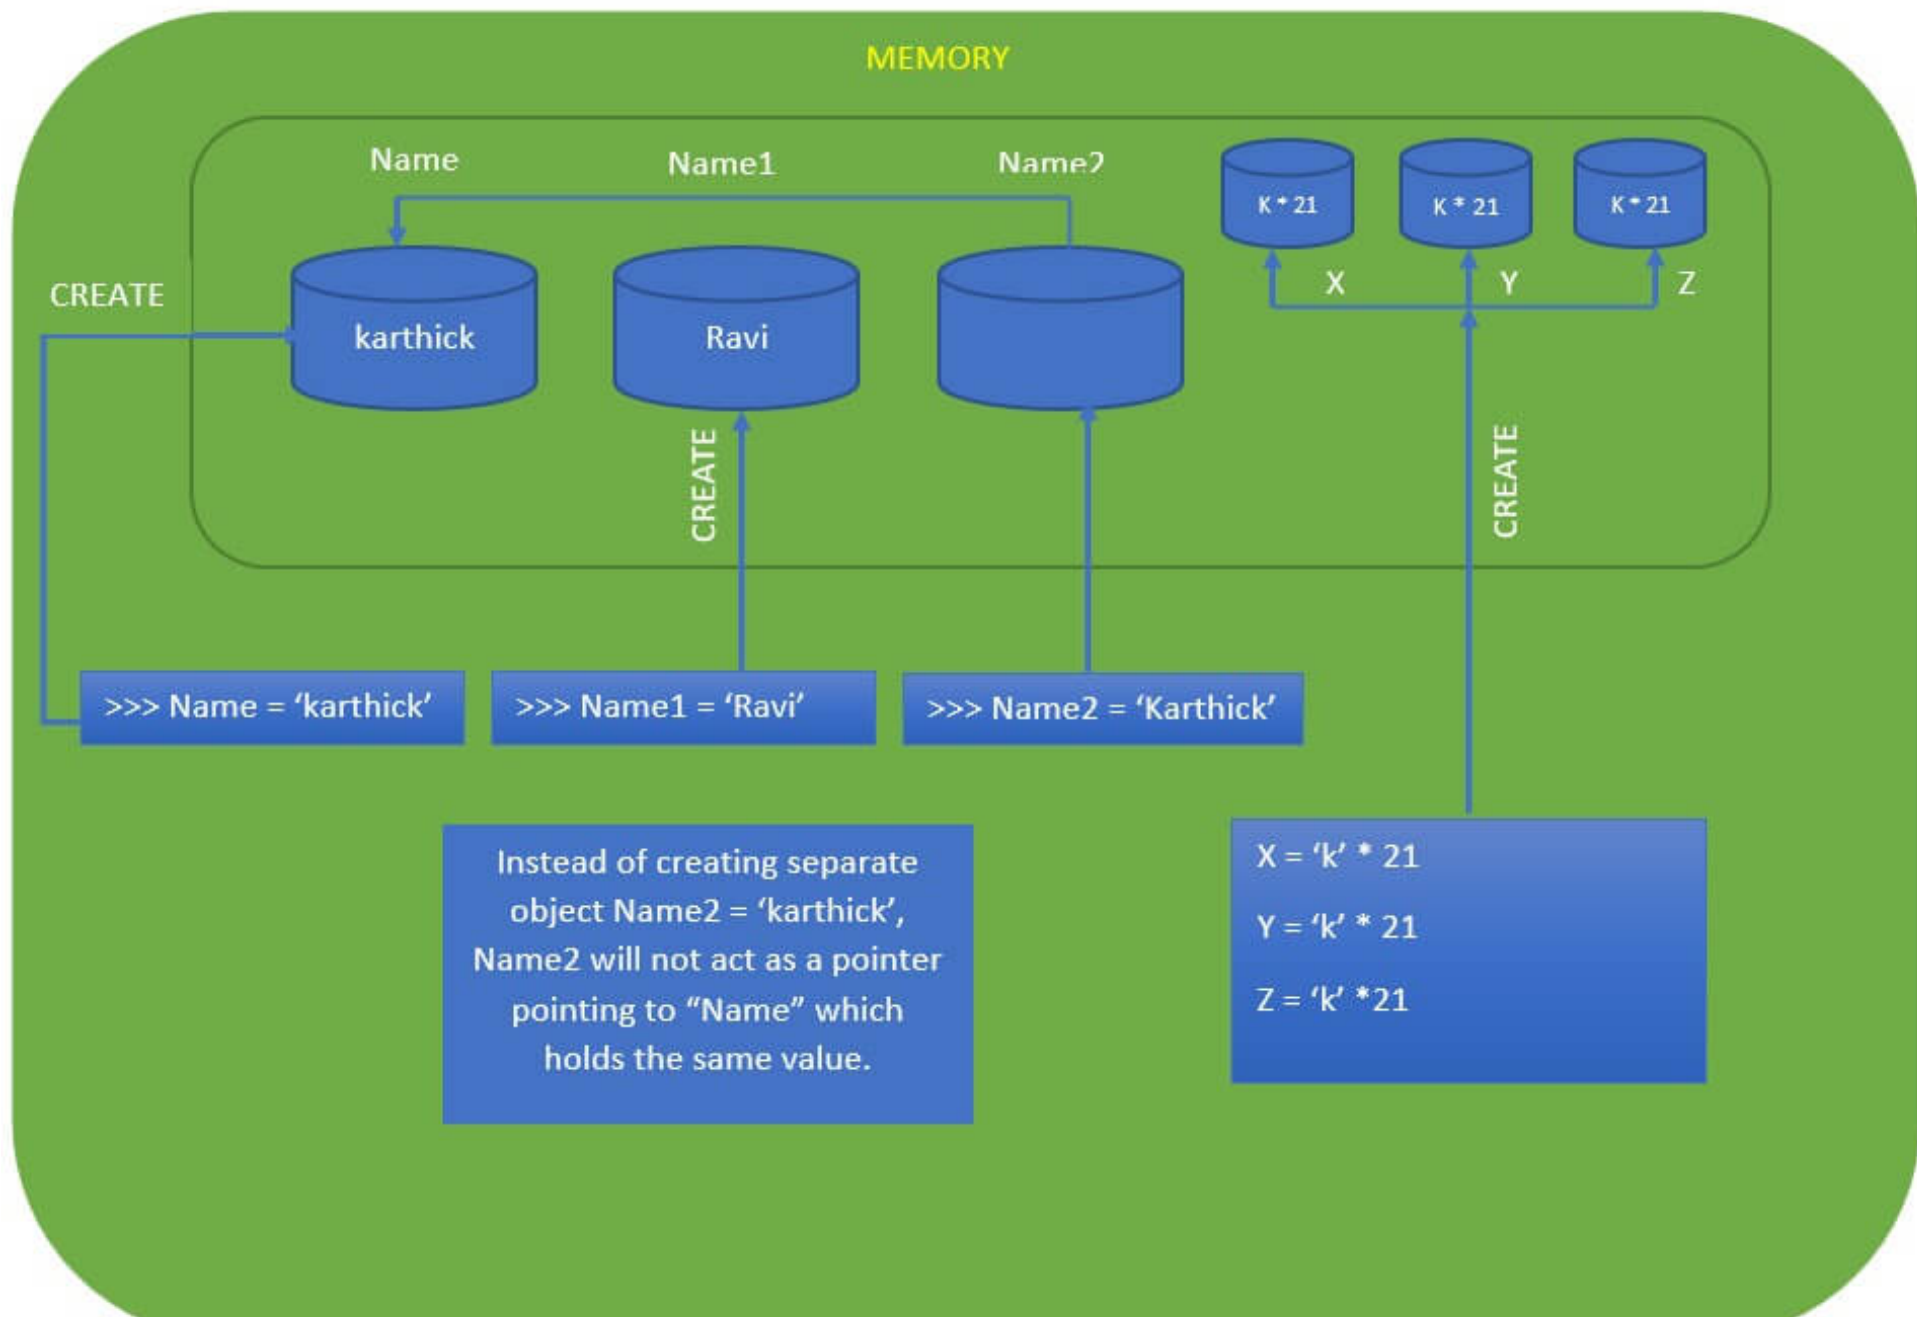 MEMORY
Name
Name1
Name2
K * 21
K * 21
K * 21
CREATE
X
Y
Z
karthick
Ravi
CREATE
CREATE
>>> Name = ‘karthick’
>>> Name1 = ‘Ravi’
>>> Name2 = ‘Karthick’
Instead of creating separate
object Name2 = ‘karthick’,
Name2 will not act as a pointer
pointing to “Name” which
holds the same value.
X = ‘k’ * 21
Y = ‘k’ * 21
Z = ‘k’ *21